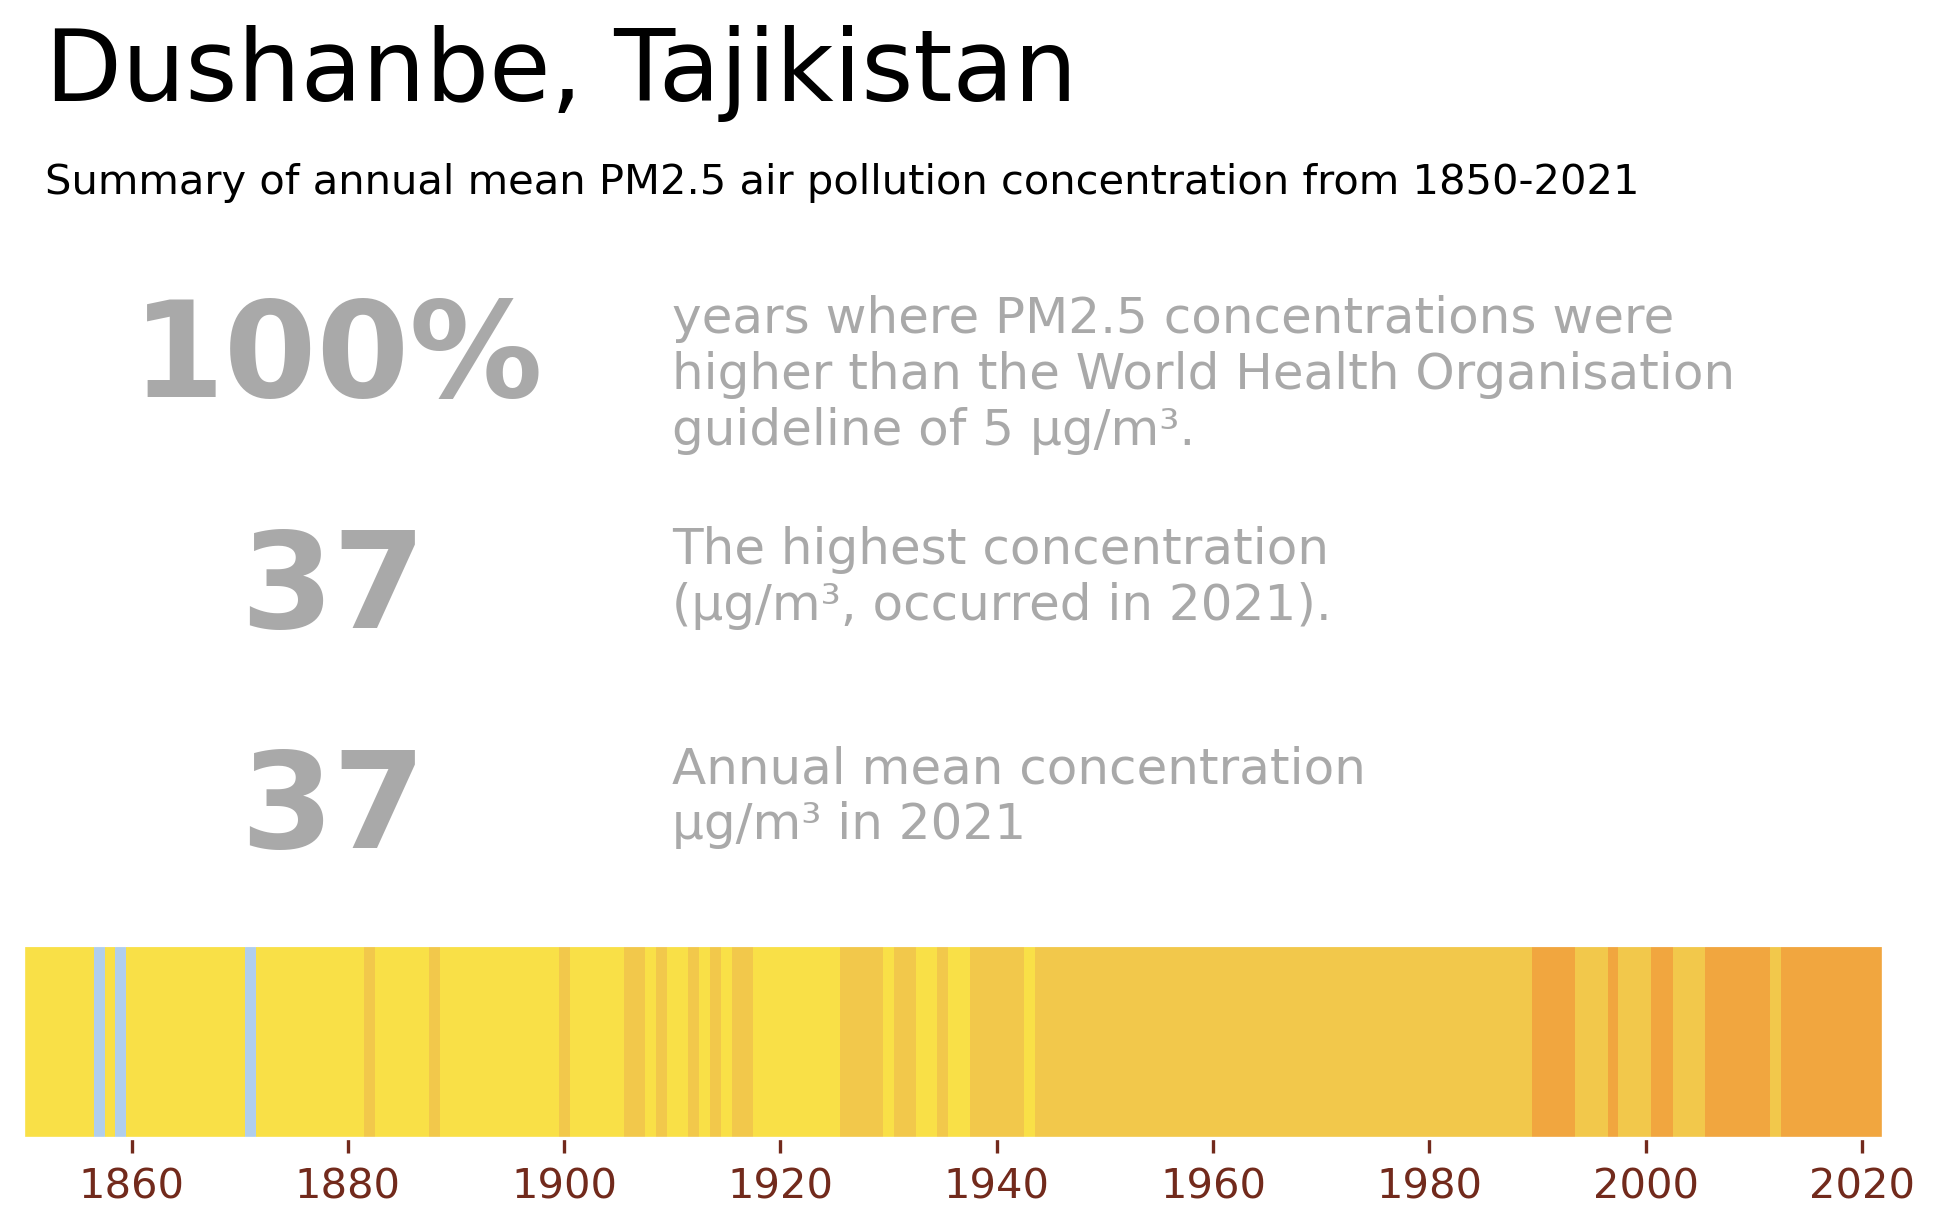 Dushanbe, Tajikistan
Summary of annual mean PM2.5 air pollution concentration from 1850-2021
100%
years where PM2.5 concentrations were
higher than the World Health Organisation
guideline of 5 µg/m³.
37
The highest concentration
(µg/m³, occurred in 2021).
37
Annual mean concentration
µg/m³ in 2021
1860 1880 1900 1920 1940 1960 1980 2000 2020